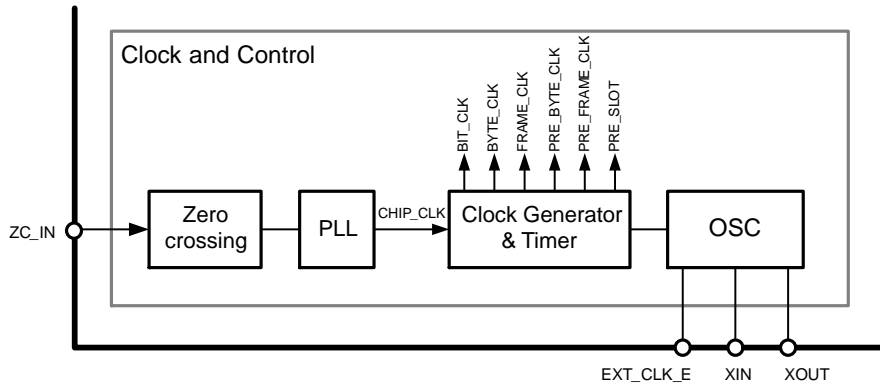 Clock and Control
BIT_CLK
BYTE_CLK
FRAME_CLK
PRE_BYTE_CLK
PRE_FRAME_CLK
PRE_SLOT
ZC_IN
Zero
crossing
PLL
CHIP_CLK
Clock Generator
& Timer
OSC
EXT_CLK_E
XIN
XOUT